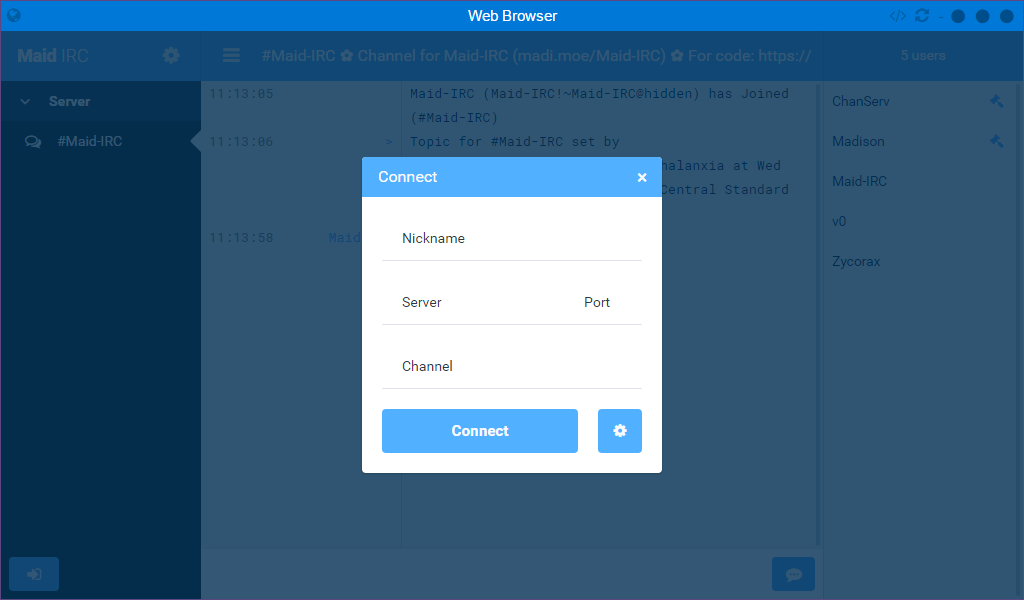 Web Browser
Maid IRC
#Maid-IRC ✿ Channel for Maid-IRC (madi.moe/Maid-IRC) ✿ For code: https://
5 users
Server
#Maid-IRC
11:13:05
Maid-IRC (Maid-IRC!~Maid-IRC@hidden) has Joined
(#Maid-IRC)
11:13:06 > Topic for #Maid-IRC set by
halanxia at Wed
Central Standard
11:13:58 Maid
ChanServ
Madison
Maid-IRC
v0
Zycorax
Connect ×
Nickname
Server Port
Channel
Connect